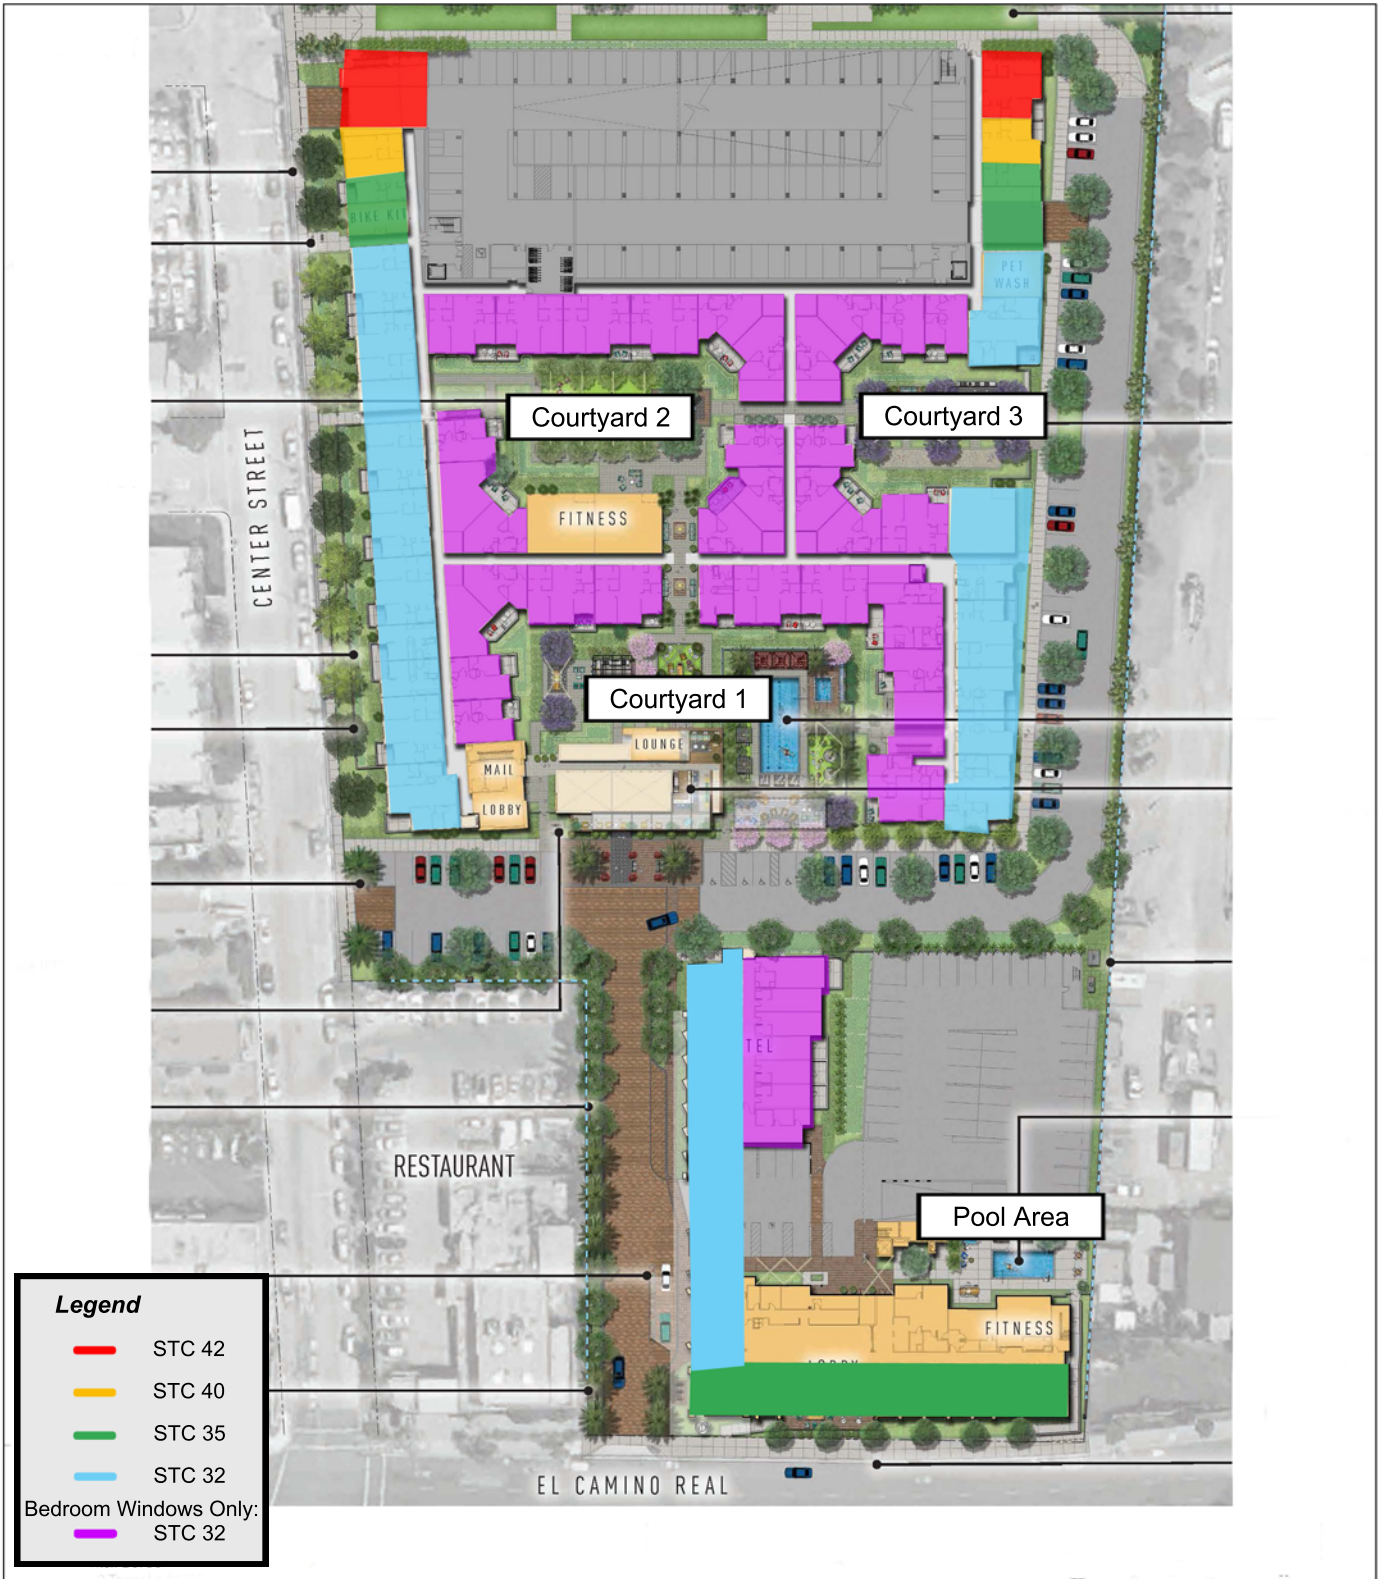 BIKE KIT
PET
WASH
Courtyard 2
Courtyard 3
CENTER STREET
FITNESS
Courtyard 1
LOUNGE
MAIL
LOBBY
TEL
RESTAURANT
Pool Area
FITNESS
LOBBY
EL CAMINO REAL
Legend
STC 42
STC 40
STC 35
STC 32
Bedroom Windows Only:
STC 32